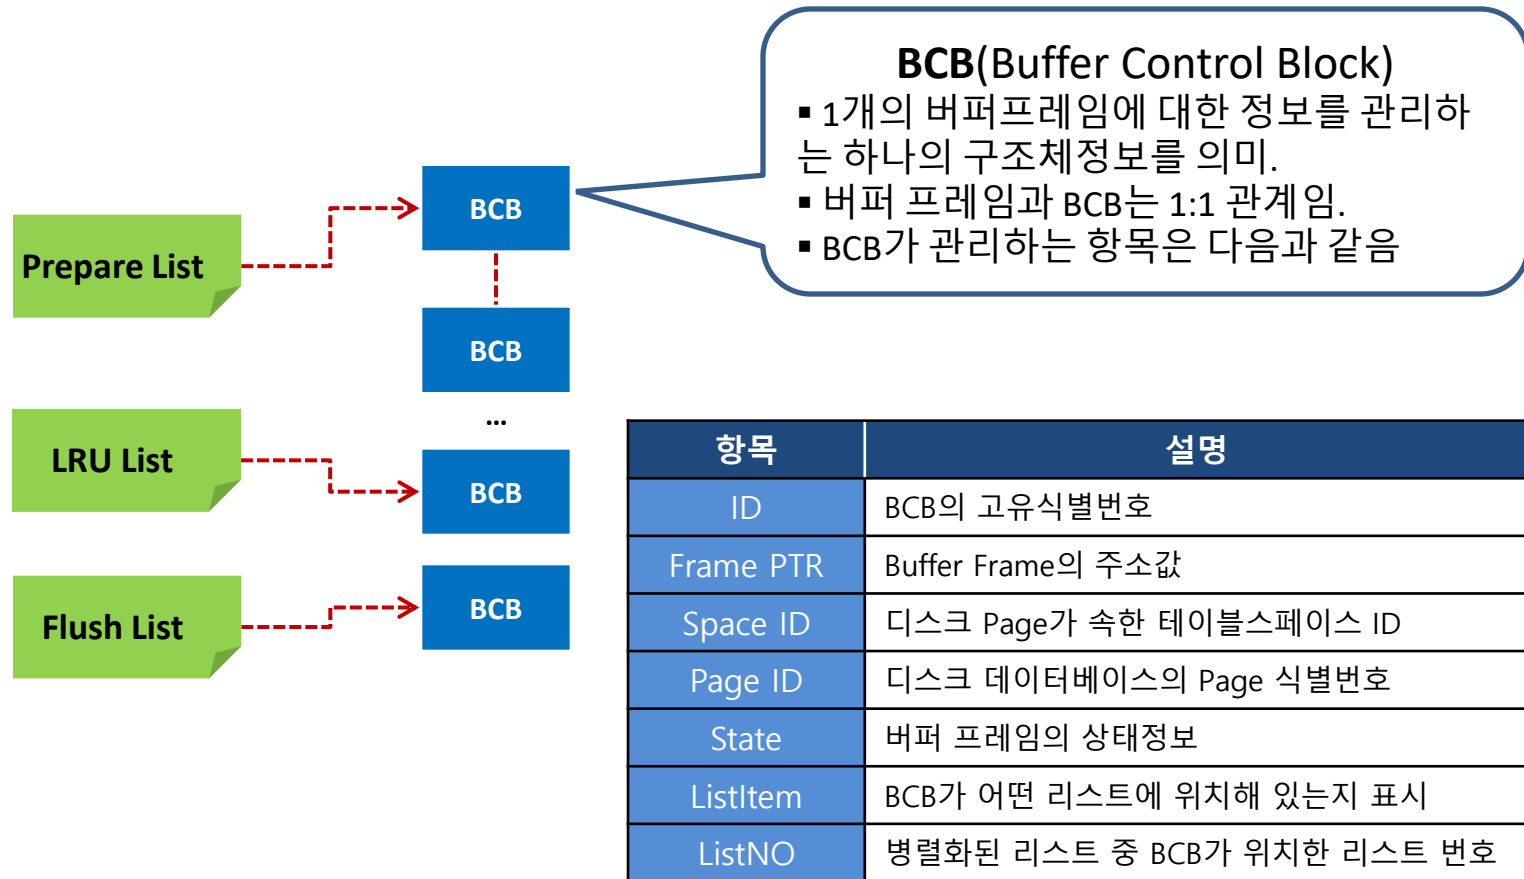 BCB(Buffer Control Block)
▪ 1개의 버퍼프레임에 대한 정보를 관리하
는 하나의 구조체정보를 의미.
▪ 버퍼 프레임과 BCB는 1:1 관계임.
▪ BCB가 관리하는 항목은 다음과 같음
Prepare List
BCB
BCB
...
LRU List
BCB
Flush List
BCB
항목 설명
ID BCB의 고유식별번호
Frame PTR Buffer Frame의 주소값
Space ID 디스크 Page가 속한 테이블스페이스 ID
Page ID 디스크 데이터베이스의 Page 식별번호
State 버퍼 프레임의 상태정보
ListItem BCB가 어떤 리스트에 위치해 있는지 표시
ListNO 병렬화된 리스트 중 BCB가 위치한 리스트 번호